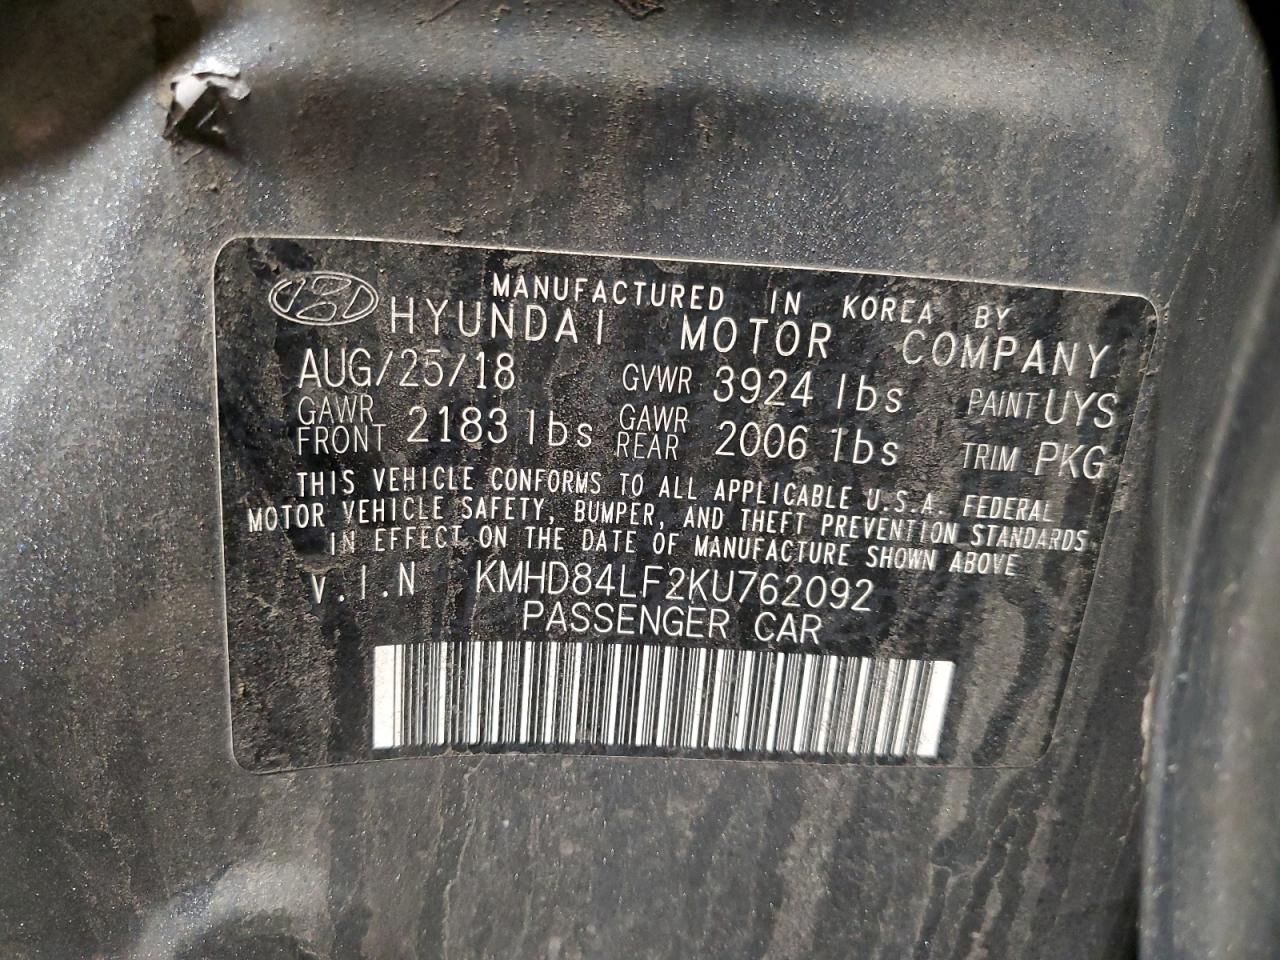 MANUFACTURED IN KOREA BY
HYUNDAI MOTOR COMPANY
AUG/25/18 GVWR 3924 lbs PAINT UYS
GAWR FRONT 2183 lbs GAWR REAR 2006 lbs TRIM PKG
THIS VEHICLE CONFORMS TO ALL APPLICABLE U.S.A. FEDERAL
MOTOR VEHICLE SAFETY, BUMPER, AND THEFT PREVENTION STANDARDS
IN EFFECT ON THE DATE OF MANUFACTURE SHOWN ABOVE
V.I.N KMHD84LF2KU762092
PASSENGER CAR